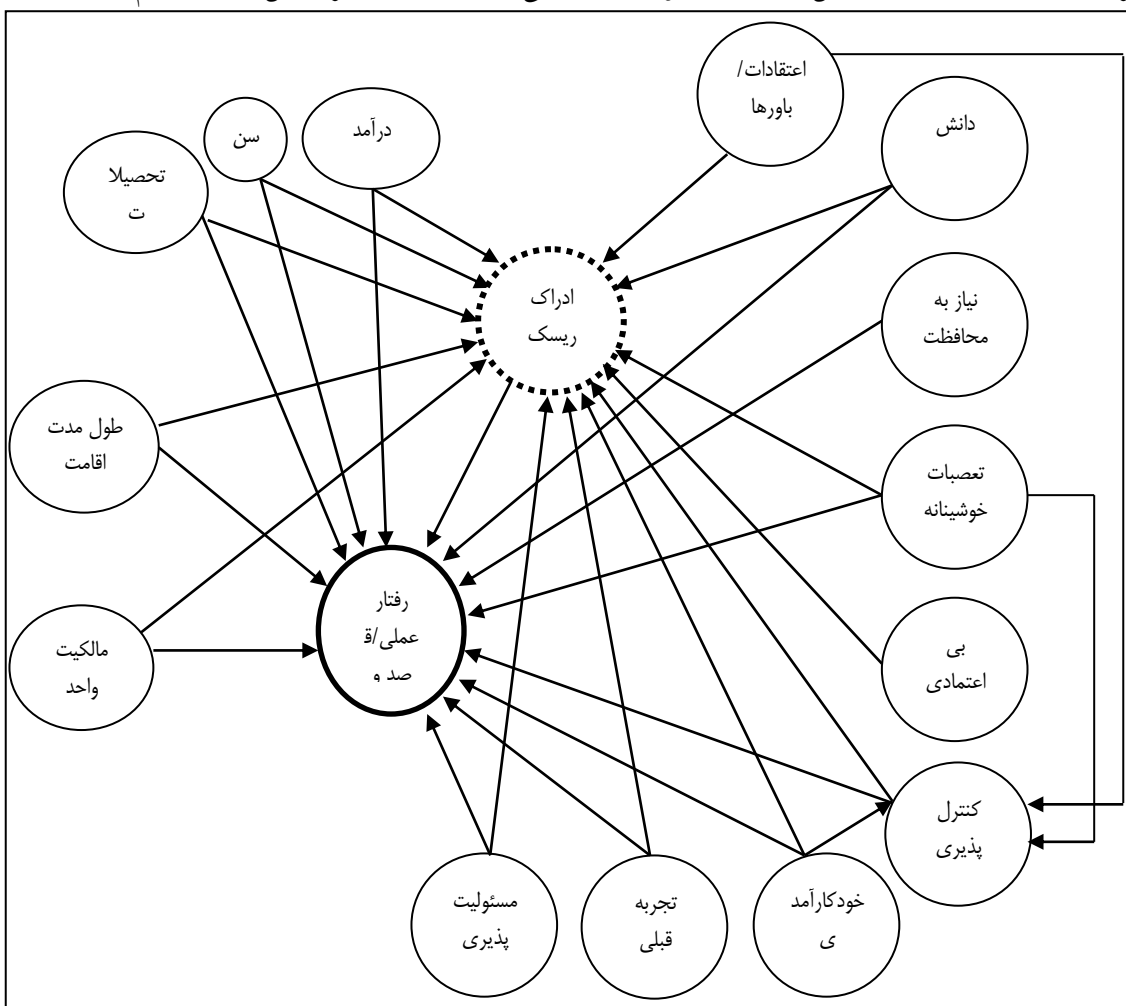 اعتقادات/
باورها
دانش
درآمد
سن
تحصیلا
ت
ادراک
ریسک
نیاز به
محافظت
طول مدت
اقامت
تعصبات
خوشینانه
رفتار
عملی/ق
صد و
مالکیت
واحد
بی
اعتمادی
کنترل
پذیری
مسئولیت
پذیری
تجربه
قبلی
خودکارآمد
ی